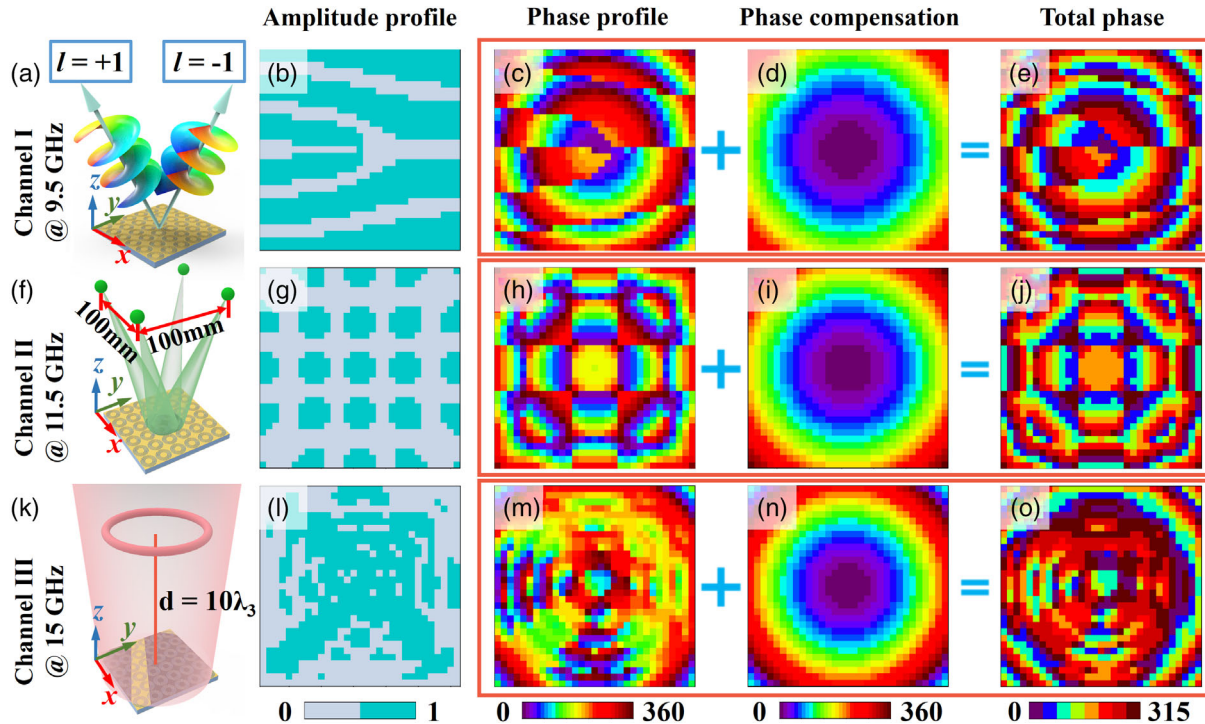 Amplitude profile Phase profile Phase compensation Total phase
(a) l = +1 l = -1 (b) (c) (d) (e)
Channel I
@ 9.5 GHz
z
y
x
+ =
(f) (g) (h) (i) (j)
Channel II
@ 11.5 GHz
100mm 100mm
z
y
x
+ =
(k) (l) (m) (n) (o)
Channel III
@ 15 GHz
d = 10λ₃
z
y
x
+ =
0 1 0 360 0 360 0 315